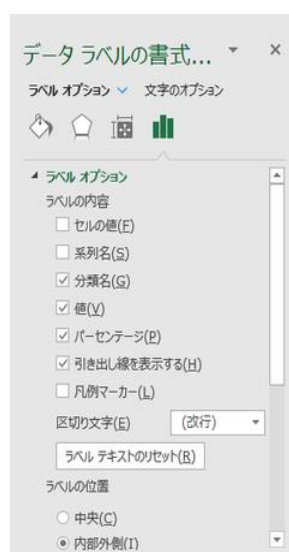 データ ラベルの書式...
ラベル オプション 文字のオプション
ラベル オプション
ラベルの内容
セルの値(F)
系列名(S)
分類名(G)
値(V)
パーセンテージ(P)
引き出し線を表示する(H)
凡例マーカー(L)
区切り文字(E) (改行)
ラベル テキストのリセット(R)
ラベルの位置
中央(C)
内部外側(I)